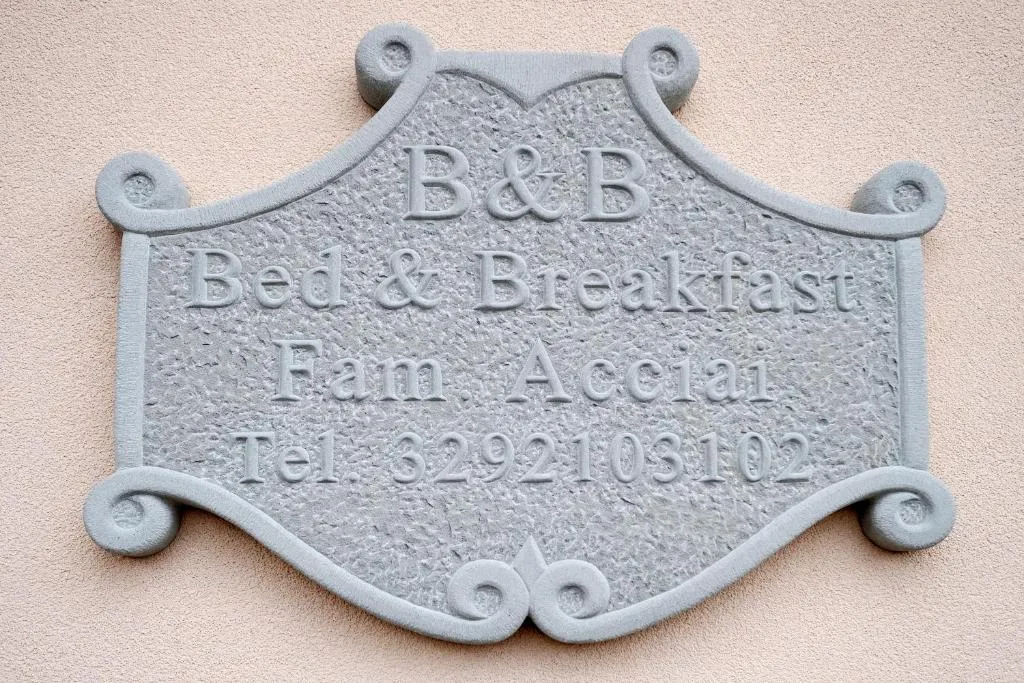 B&B
Bed & Breakfast
Fam. Acciai
Tel. 3292103102